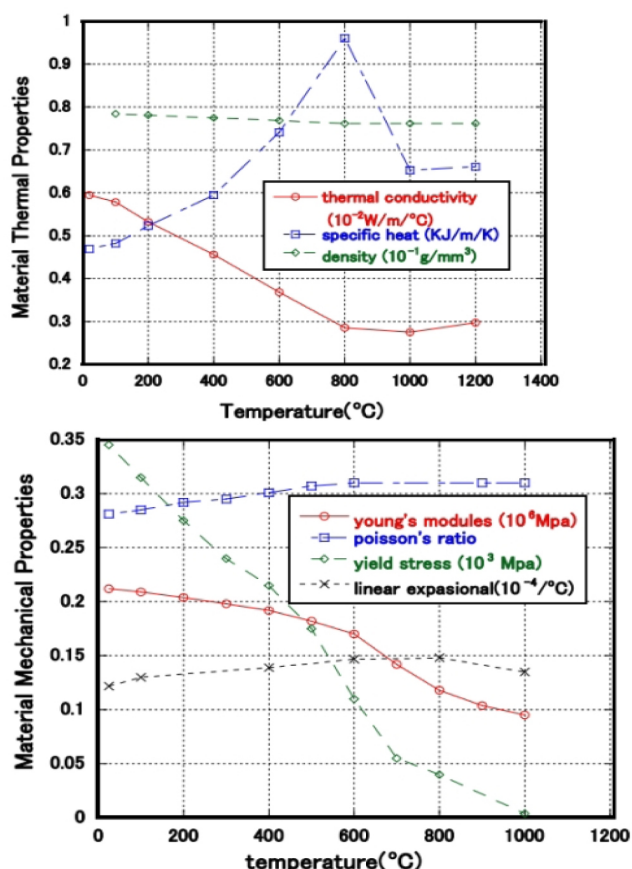 1
0.9
0.8
0.7
0.6
0.5
0.4
0.3
0.2
Material Thermal Properties
thermal conductivity
(10⁻²W/m/°C)
specific heat (KJ/m/K)
density (10⁻¹g/mm³)
200 400 600 800 1000 1200 1400
Temperature(°C)
0.35
0.3
0.25
0.2
0.15
0.1
0.05
0
Material Mechanical Properties
young's modules (10⁶Mpa)
poisson's ratio
yield stress (10³ Mpa)
linear expasional(10⁻⁴/°C)
0 200 400 600 800 1000 1200
temperature(°C)